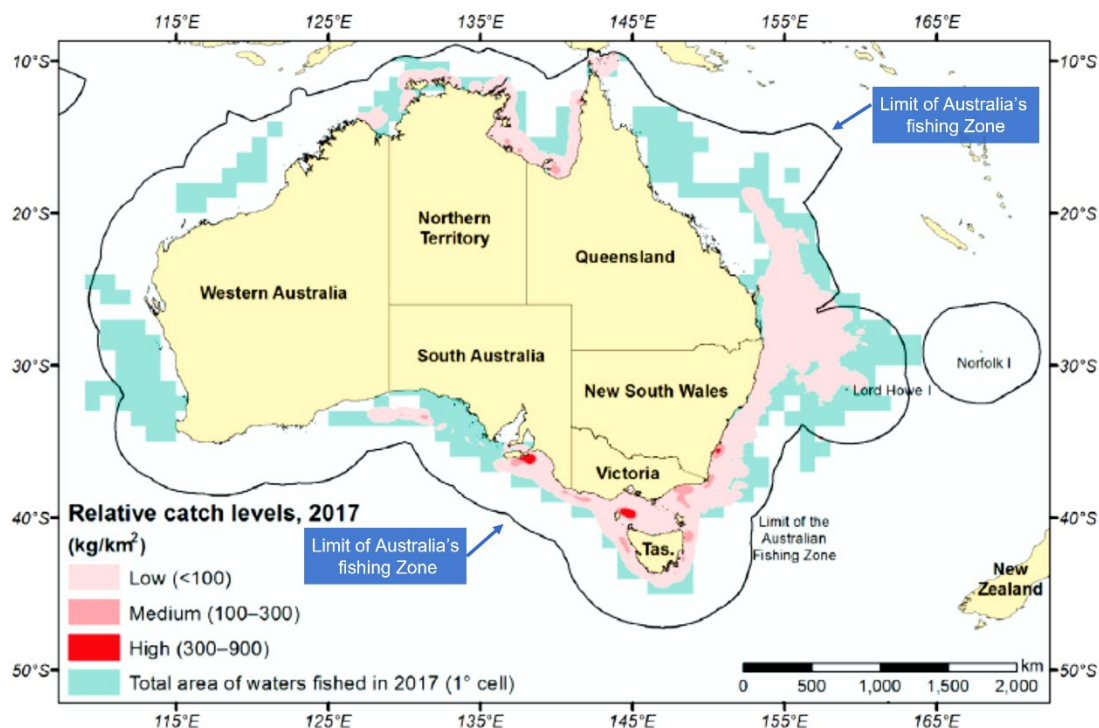 115°E 125°E 135°E 145°E 155°E 165°E
10°S 10°S
Limit of Australia's
fishing Zone
20°S 20°S
Northern
Territory
Queensland
Western Australia
30°S 30°S
South Australia
Norfolk I
New South Wales
Lord Howe I
Victoria
Relative catch levels, 2017
(kg/km²)
40°S
Limit of Australia's
fishing Zone
Limit of the
Australian
Fishing Zone
40°S
Tas.
Low (<100)
Medium (100–300)
High (300–900)
Total area of waters fished in 2017 (1° cell)
New
Zealand
km
0 500 1,000 1,500 2,000
50°S 50°S
115°E 125°E 135°E 145°E 155°E 165°E